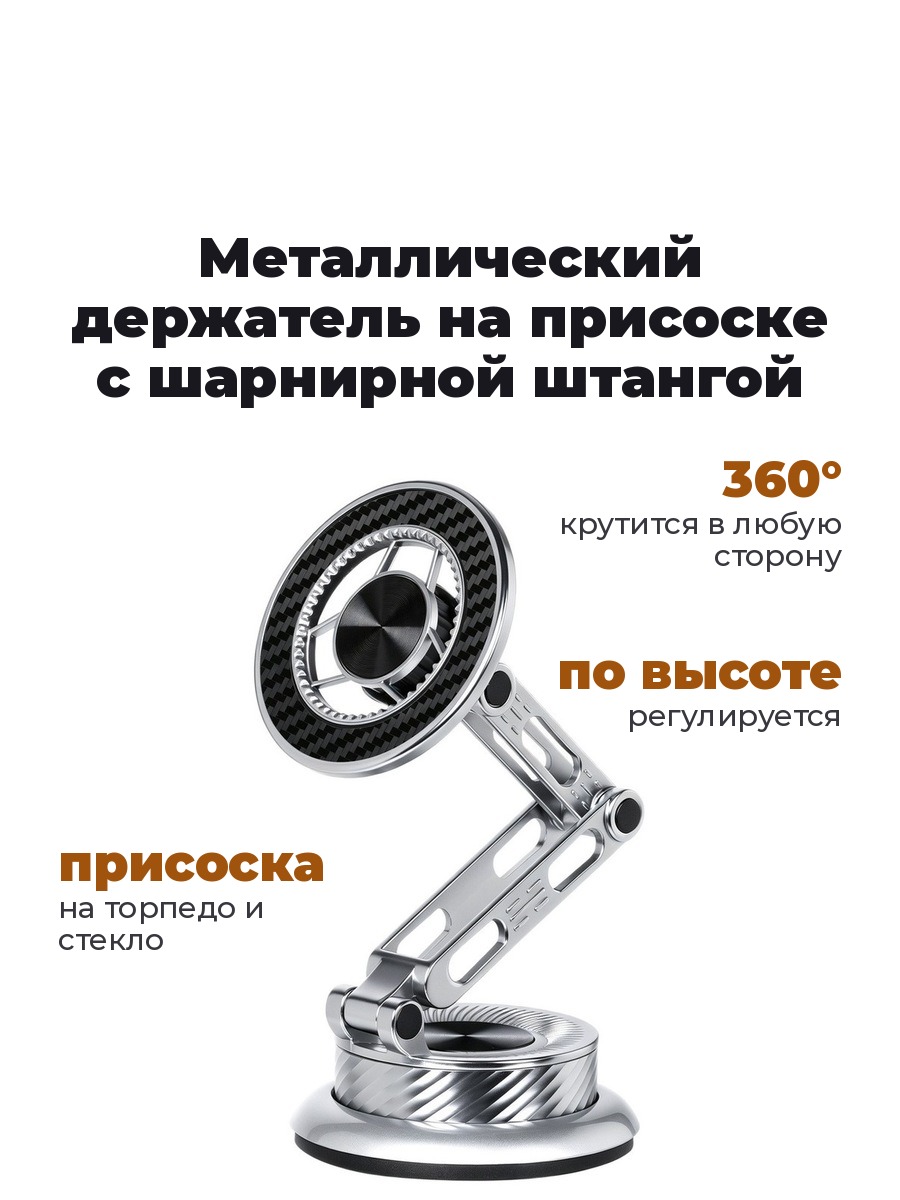 Металлический
держатель на присоске
с шарнирной штангой
360°
крутится в любую
сторону
по высоте
регулируется
присоска
на торпедо и
стекло